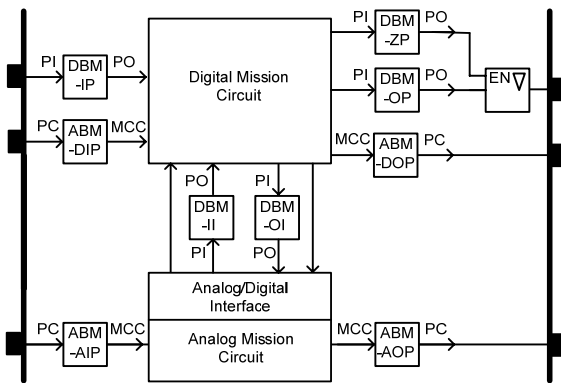 PI
DBM
-ZP
PO
PI
DBM
-IP
PO
Digital Mission
Circuit
PI
DBM
-OP
PO
EN
PC
ABM
-DIP
MCC
MCC
ABM
-DOP
PC
PO
PI
DBM
-II
DBM
-OI
PI
PO
Analog/Digital
Interface
PC
ABM
-AIP
MCC
Analog Mission
Circuit
MCC
ABM
-AOP
PC